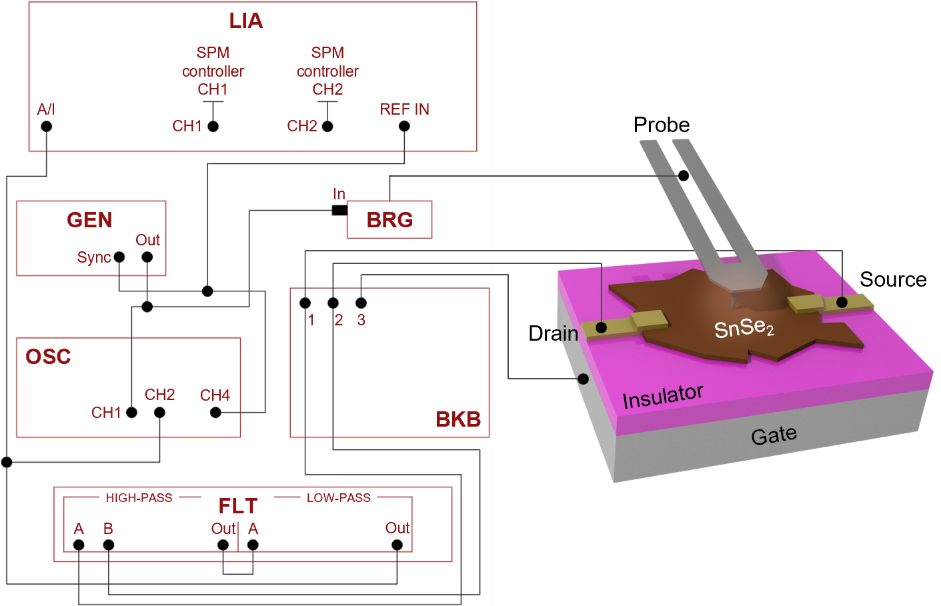 LIA
SPM
controller
CH1
SPM
controller
CH2
A/I
CH1
CH2
REF IN
Probe
In
GEN
BRG
Out
Sync
Source
1
2
3
SnSe2
Drain
OSC
CH1
CH2
CH4
BKB
Insulator
Gate
HIGH-PASS
FLT
LOW-PASS
A
B
Out
A
Out